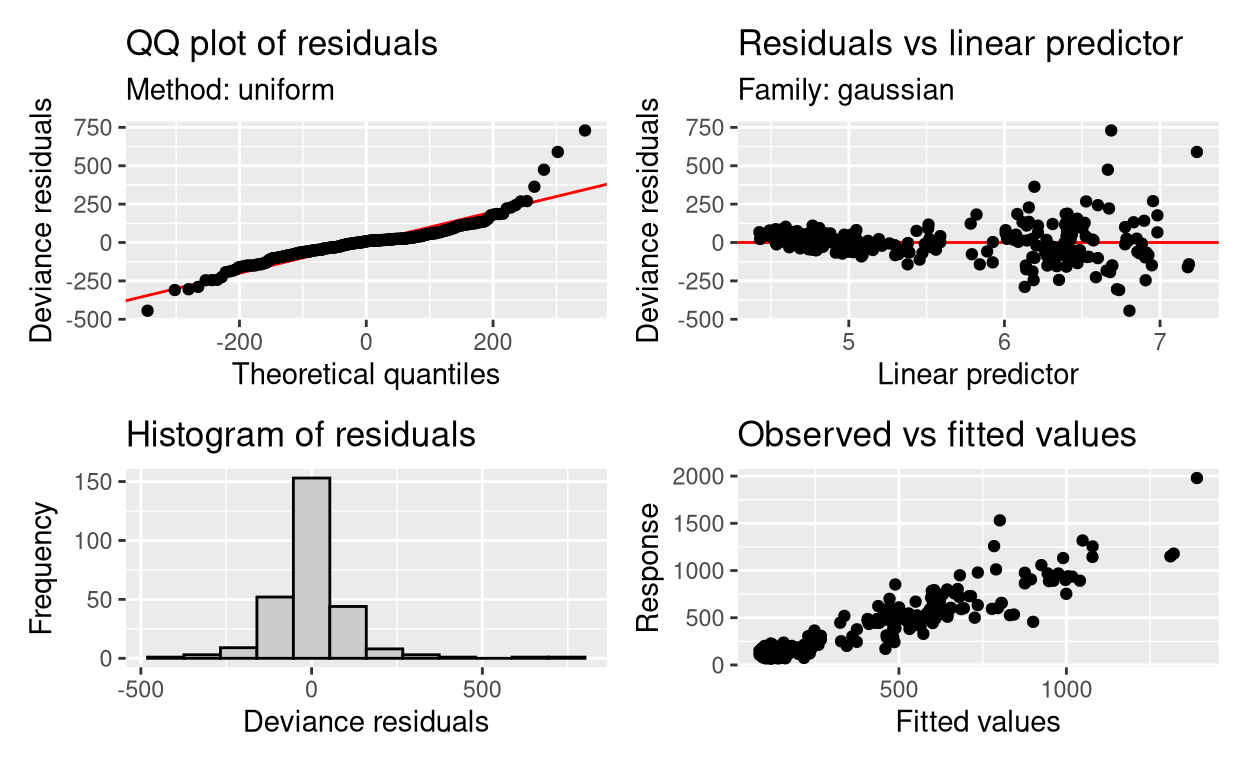 QQ plot of residuals
Method: uniform
Deviance residuals
750
500
250
0
-250
-500
-200
0
200
Theoretical quantiles
Residuals vs linear predictor
Family: gaussian
Deviance residuals
750
500
250
0
-250
-500
5
6
7
Linear predictor
Histogram of residuals
Frequency
150
100
50
0
-500
0
500
Deviance residuals
Observed vs fitted values
Response
2000
1500
1000
500
0
500
1000
Fitted values